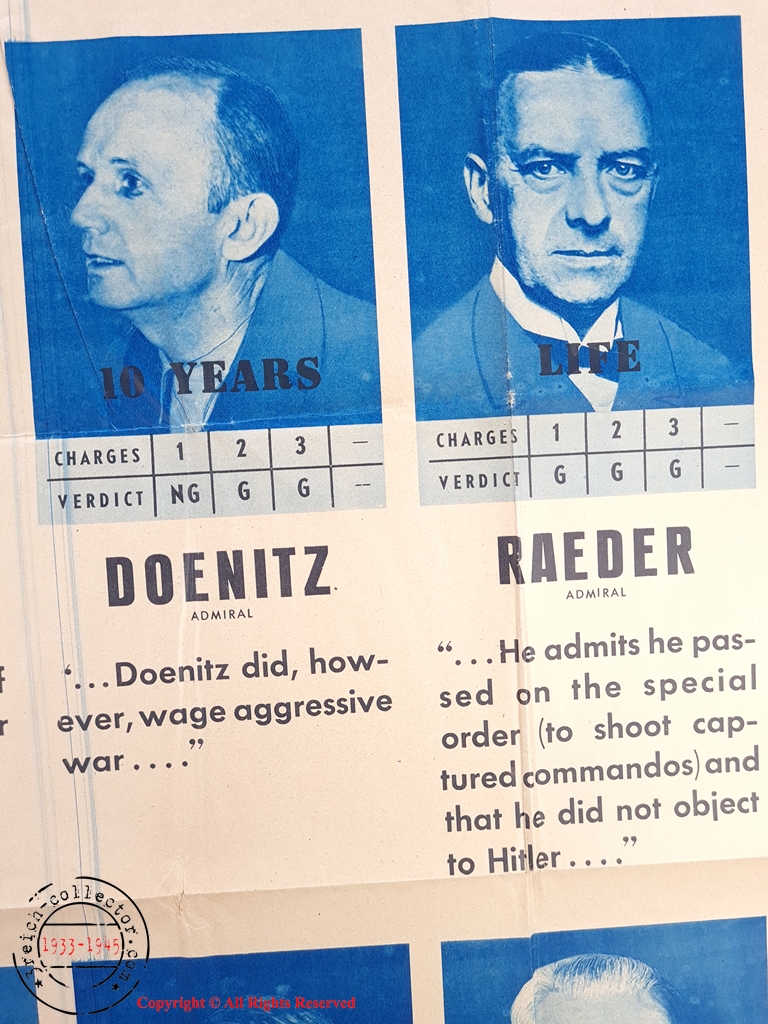 10 YEARS
CHARGES 1 2 3 —
VERDICT NG G G --
DOENITZ
ADMIRAL
“...Doenitz did, how-
ever, wage aggressive
war....”
LIFE
CHARGES 1 2 3 —
VERDICT G G G —
RAEDER
ADMIRAL
“...He admits he pas-
sed on the special
order (to shoot cap-
tured commandos) and
that he did not object
to Hitler....”
f
r
3reich-collector.com
1933-1945
Copyright © All Rights Reserved